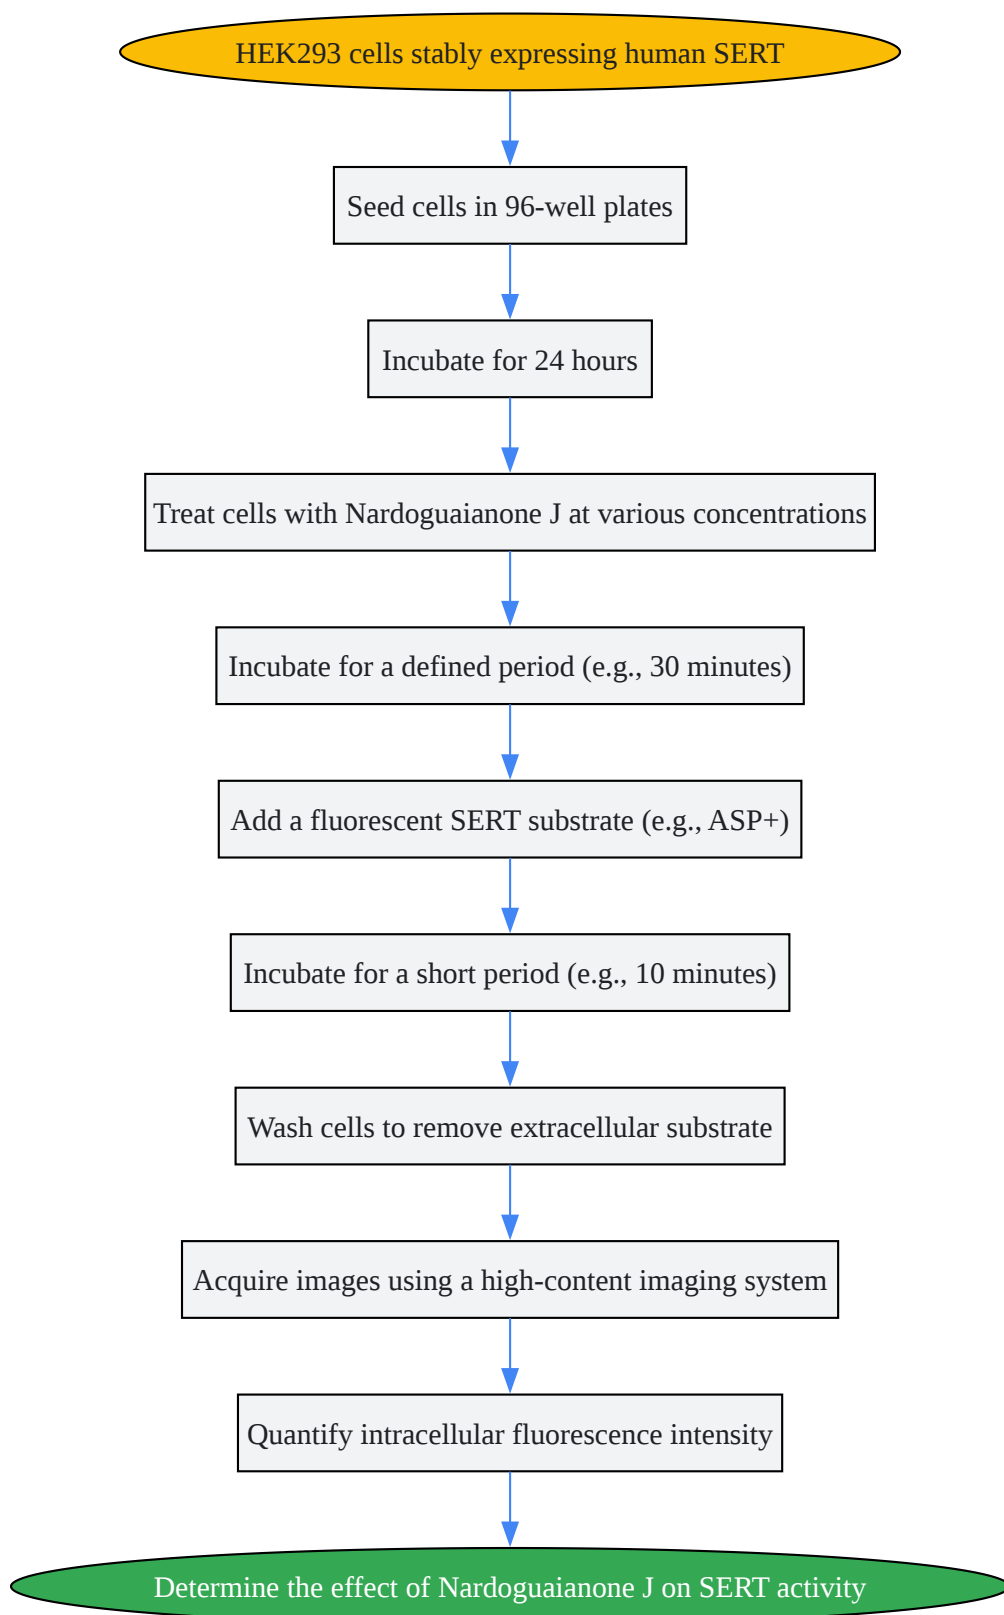 HEK293 cells stably expressing human SERT
Seed cells in 96-well plates
Incubate for 24 hours
Treat cells with Nardoguaianone J at various concentrations
Incubate for a defined period (e.g., 30 minutes)
Add a fluorescent SERT substrate (e.g., ASP+)
Incubate for a short period (e.g., 10 minutes)
Wash cells to remove extracellular substrate
Acquire images using a high-content imaging system
Quantify intracellular fluorescence intensity
Determine the effect of Nardoguaianone J on SERT activity